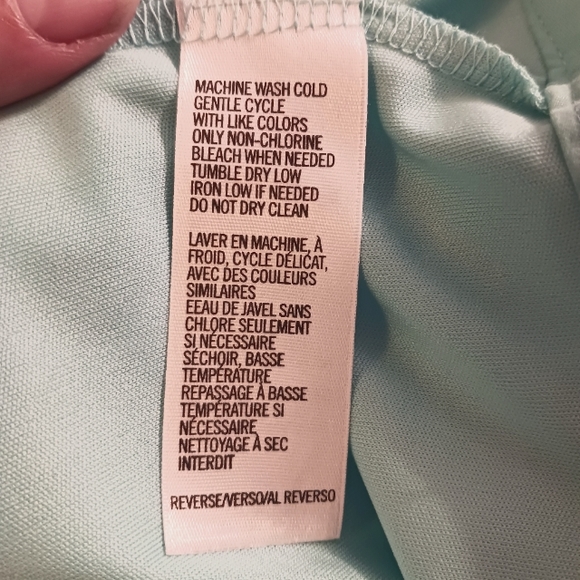 MACHINE WASH COLD
GENTLE CYCLE
WITH LIKE COLORS
ONLY NON-CHLORINE
BLEACH WHEN NEEDED
TUMBLE DRY LOW
IRON LOW IF NEEDED
DO NOT DRY CLEAN
LAVER EN MACHINE, À
FROID, CYCLE DÉLICAT,
AVEC DES COULEURS
SIMILAIRES
EEAU DE JAVEL SANS
CHLORE SEULEMENT
SI NÉCESSAIRE
SÉCHOIR, BASSE
TEMPÉRATURE
REPASSAGE À BASSE
TEMPÉRATURE SI
NÉCESSAIRE
NETTOYAGE À SEC
INTERDIT
REVERSE/VERSO/AL REVERSO